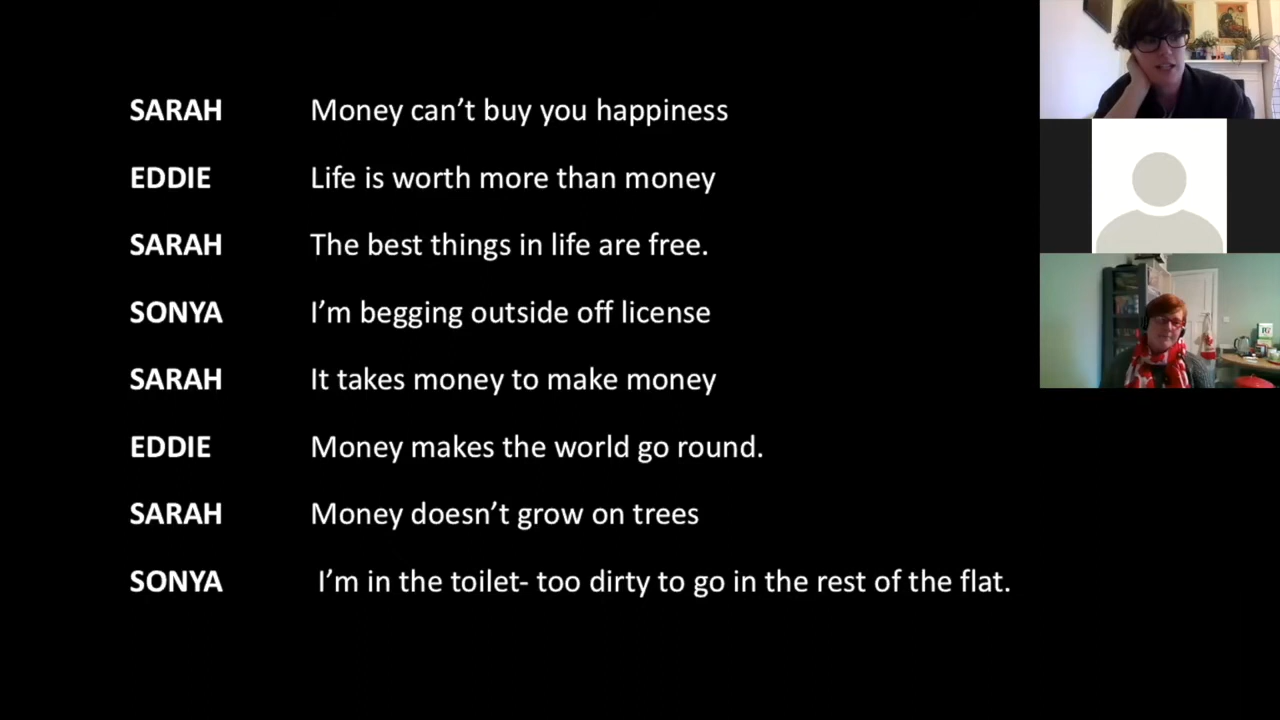 SARAH Money can’t buy you happiness
EDDIE Life is worth more than money
SARAH The best things in life are free.
SONYA I’m begging outside off license
SARAH It takes money to make money
EDDIE Money makes the world go round.
SARAH Money doesn’t grow on trees
SONYA I’m in the toilet- too dirty to go in the rest of the flat.